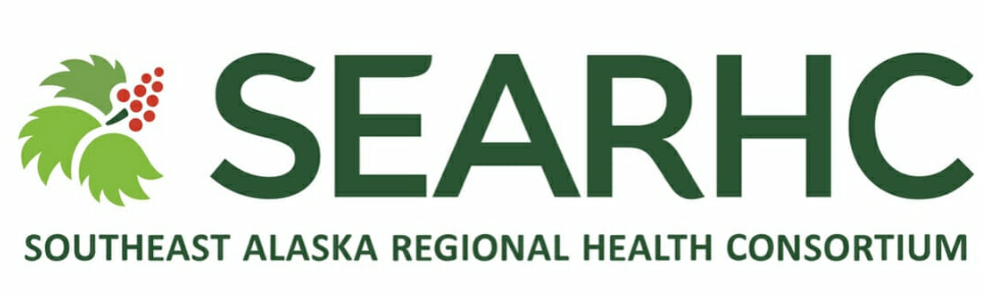 SEARHC
SOUTHEAST ALASKA REGIONAL HEALTH CONSORTIUM